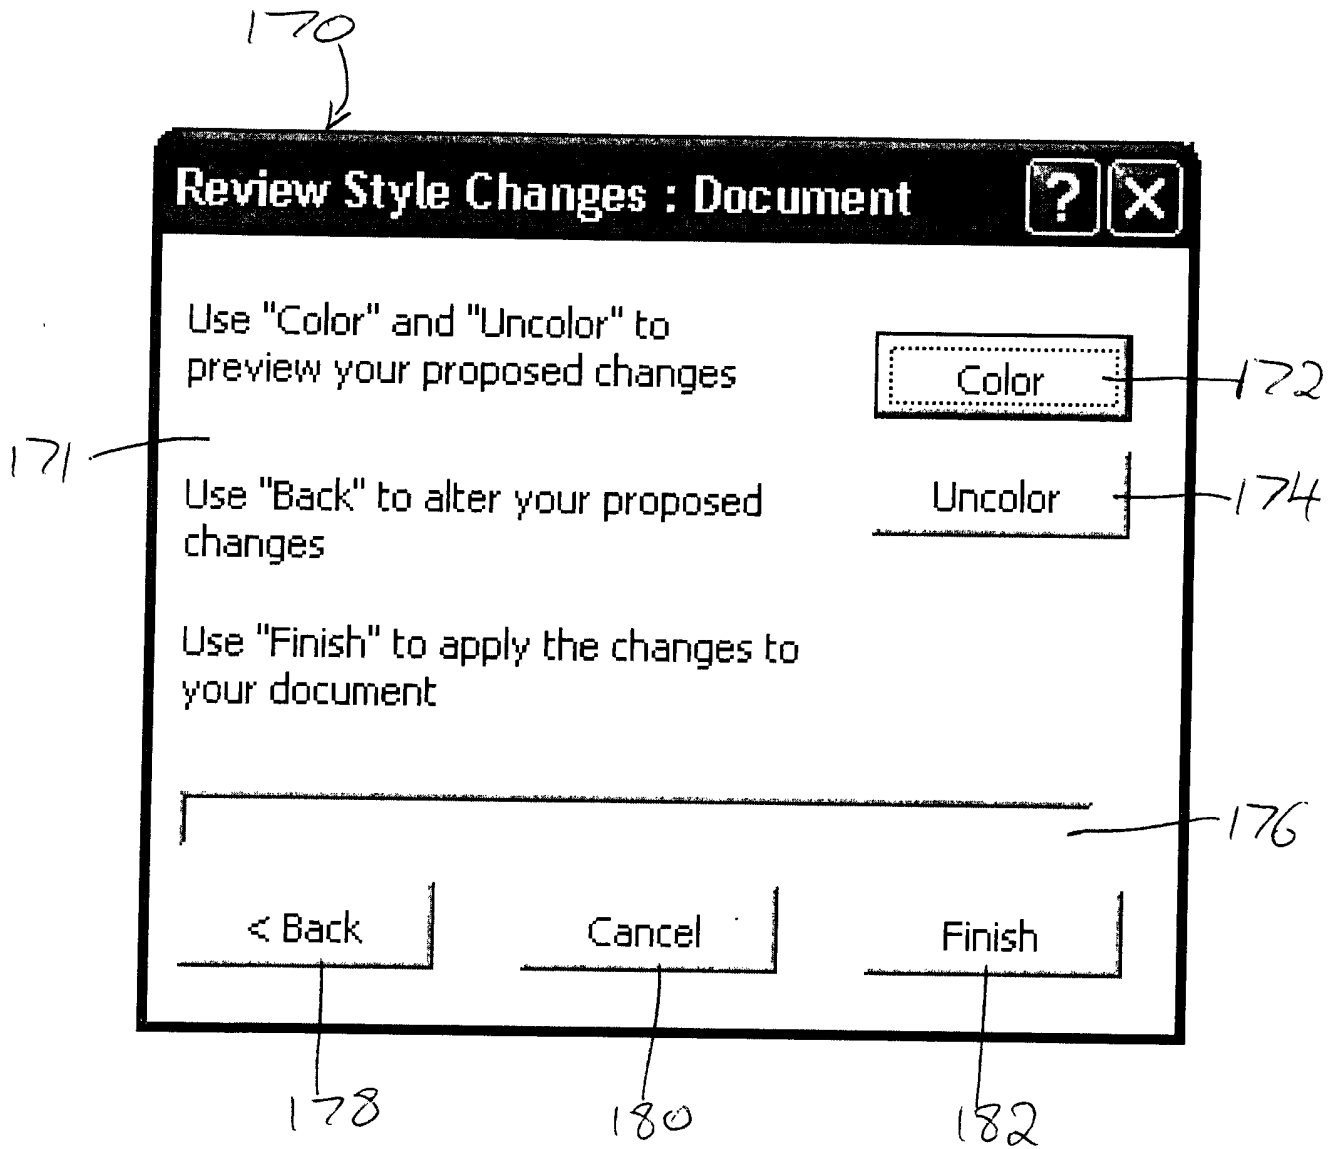 170
Review Style Changes : Document ? X
Use "Color" and "Uncolor" to
preview your proposed changes
Color
172
171
Use "Back" to alter your proposed
changes
Uncolor
174
Use "Finish" to apply the changes to
your document
176
< Back
Cancel
Finish
178
180
182